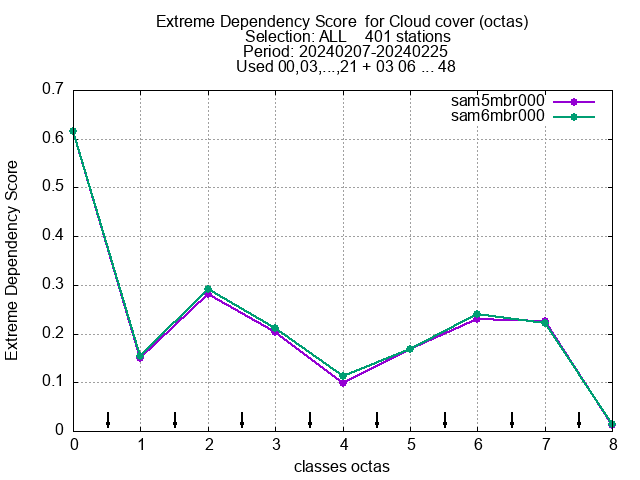 Extreme Dependency Score  for Cloud cover (octas)
Selection: ALL    401 stations
Period: 20240207-20240225
Used 00,03,...,21 + 03 06 ... 48
sam5mbr000
sam6mbr000
Extreme Dependency Score
0.7
0.6
0.5
0.4
0.3
0.2
0.1
0
0 1 2 3 4 5 6 7 8
classes octas